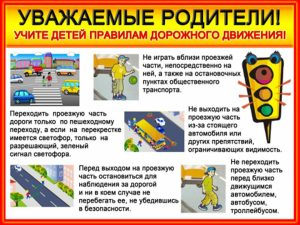 УВАЖАЕМЫЕ РОДИТЕЛИ!
УЧИТЕ ДЕТЕЙ ПРАВИЛАМ ДОРОЖНОГО ДВИЖЕНИЯ!
Не играть вблизи проезжей
части, непосредственно на
ней, а также на остановочных
пунктах общественного
транспорта.
Переходить проезжую часть
дороги только по пешеходному
переходу, а если на перекрестке
имеется светофор, только на
разрешающий, зеленый
сигнал светофора.
Не выходить на
проезжую часть
из-за стоящего
автомобиля или
других препятствий,
ограничивающих видимость.
Перед выходом на проезжую
часть остановиться для
наблюдения за дорогой
и ни в коем случае не
перебегать ее, не убедившись
в безопасности.
Не переходить
проезжую часть
перед близко
движущимся
автомобилем,
автобусом,
троллейбусом.